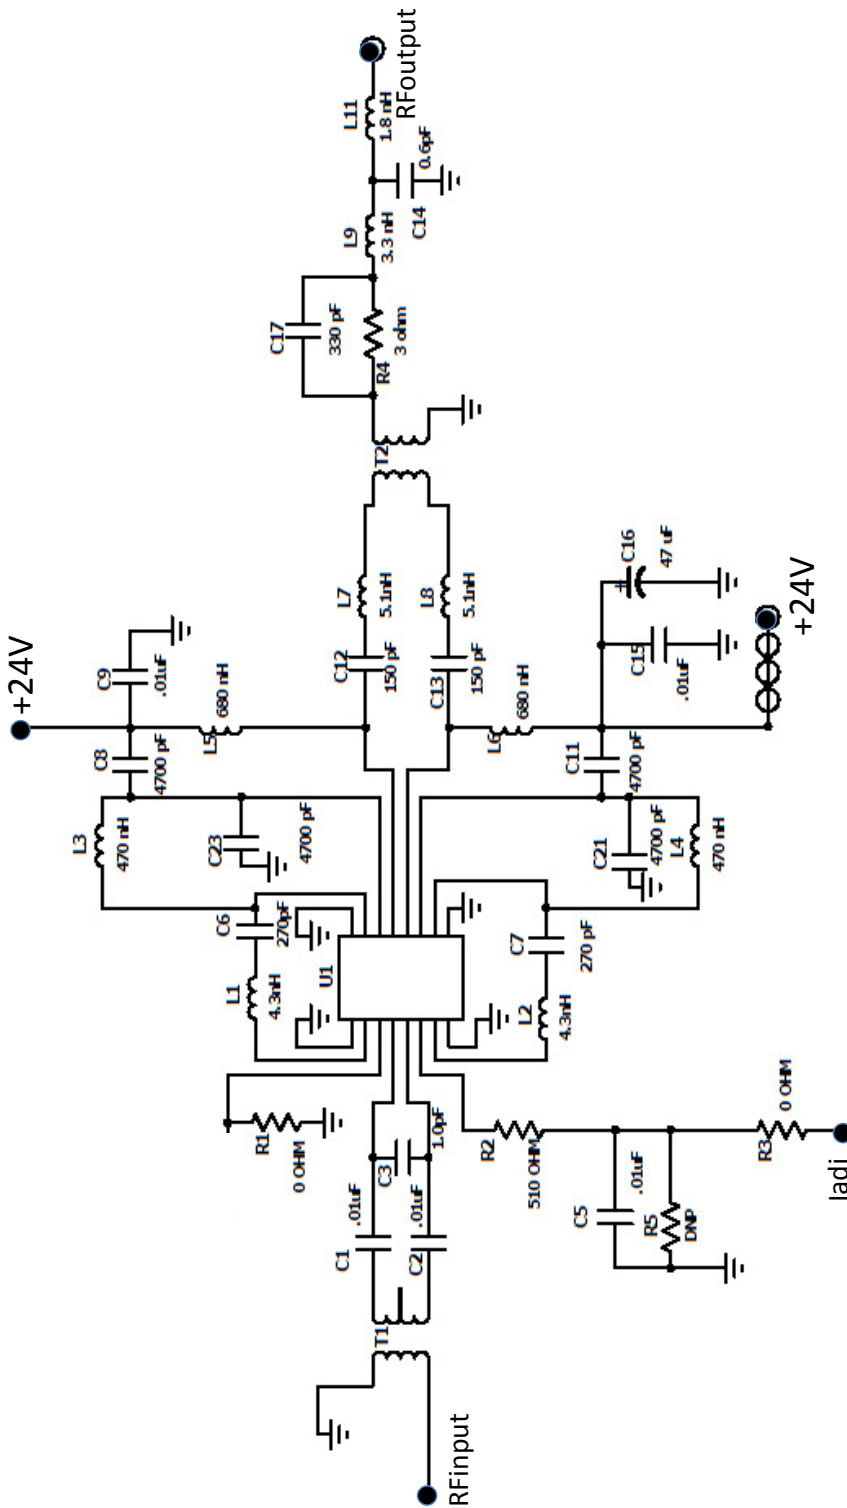 +24V
C8
4700 pF
C9
.01uF
L3
470 nH
C23
4700 pF
L5
680 nH
C6
270pF
L1
4.3nH
U1
R1
0 OHM
C1
.01uF
C2
.01uF
C3
1.0pF
T1
RFinput
C12
150 pF
L7
5.1nH
C13
150 pF
L8
5.1nH
T2
C17
330 pF
R4
3 ohm
L9
3.3 nH
C14
0.6pF
L11
1.8 nH
RFoutput
L2
4.3nH
C7
270 pF
L6
680 nH
C11
4700 pF
C21
4700 pF
L4
470 nH
C15
.01uF
C16
+
47 uF
+24V
R2
510 OHM
C5
.01uF
R5
DNP
R3
0 OHM
Iadj